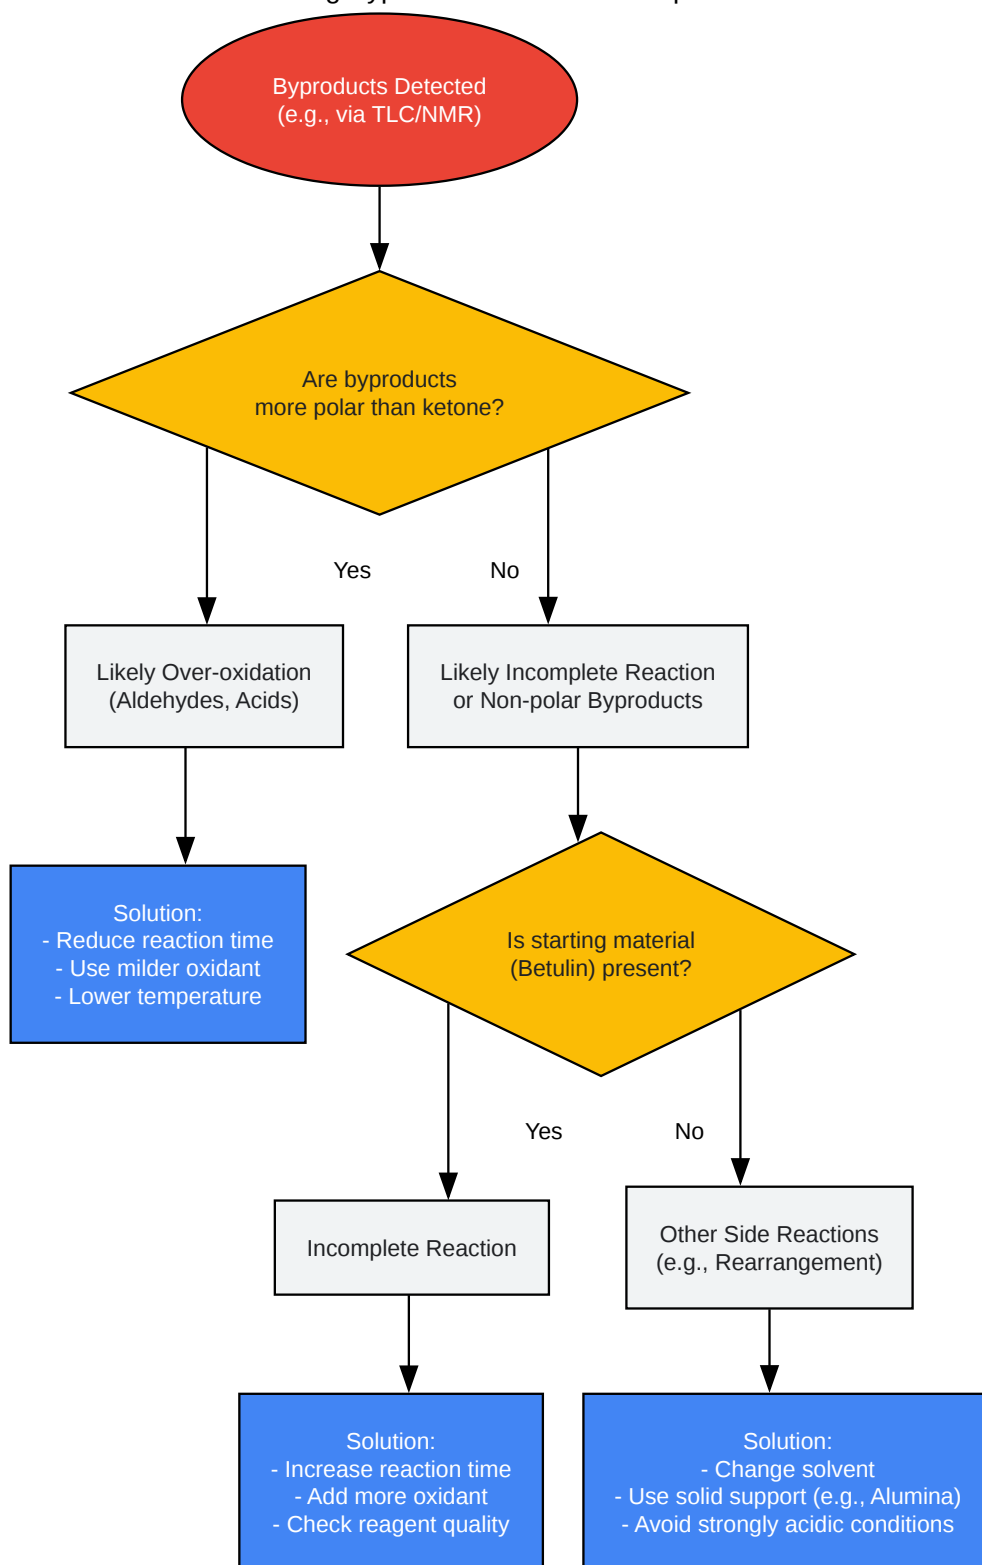 Byproducts Detected
(e.g., via TLC/NMR)
Are byproducts
more polar than ketone?
Yes
No
Likely Over-oxidation
(Aldehydes, Acids)
Likely Incomplete Reaction
or Non-polar Byproducts
Solution:
- Reduce reaction time
- Use milder oxidant
- Lower temperature
Is starting material
(Betulin) present?
Yes
No
Incomplete Reaction
Other Side Reactions
(e.g., Rearrangement)
Solution:
- Increase reaction time
- Add more oxidant
- Check reagent quality
Solution:
- Change solvent
- Use solid support (e.g., Alumina)
- Avoid strongly acidic conditions